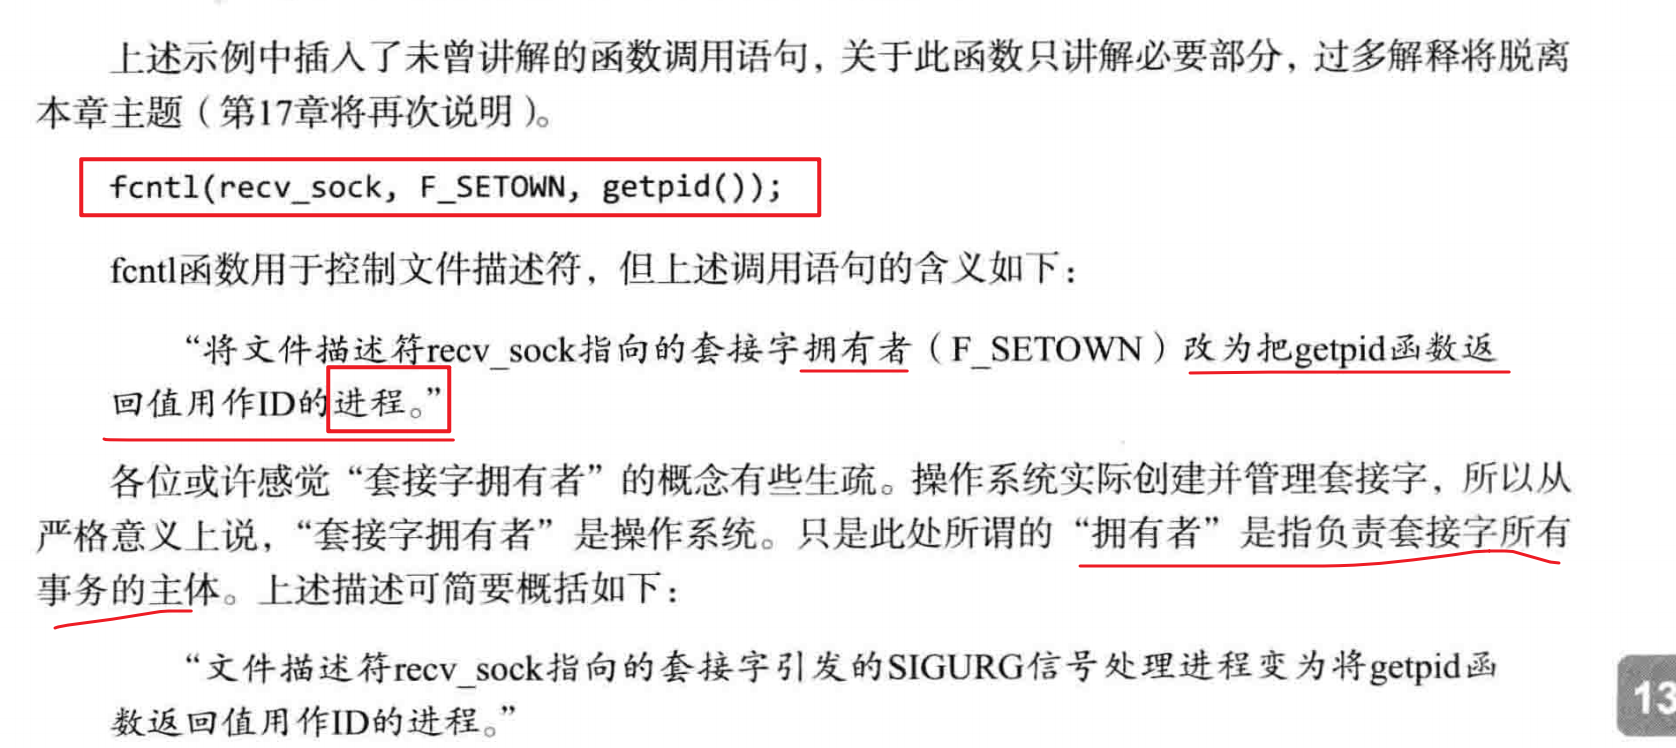 上述示例中插入了未曾讲解的函数调用语句，关于此函数只讲解必要部分，过多解释将脱离
本章主题（第17章将再次说明）。
fcntl(recv_sock, F_SETOWN, getpid());
fcntl函数用于控制文件描述符，但上述调用语句的含义如下：
“将文件描述符recv_sock指向的套接字拥有者（F_SETOWN）改为把getpid函数返
回值用作ID的进程。”
各位或许感觉“套接字拥有者”的概念有些生疏。操作系统实际创建并管理套接字，所以从
严格意义上说，“套接字拥有者”是操作系统。只是此处所谓的“拥有者”是指负责套接字所有
事务的主体。上述描述可简要概括如下：
“文件描述符recv_sock指向的套接字引发的SIGURG信号处理进程变为将getpid函
数返回值用作ID的进程。”
13